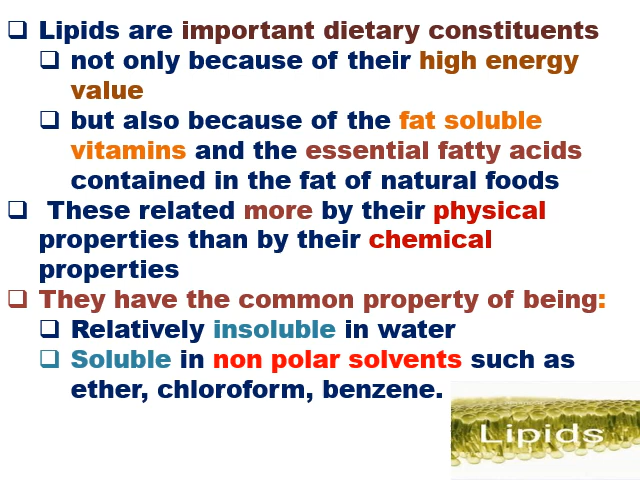 ❑ Lipids are important dietary constituents
❑ not only because of their high energy
value
❑ but also because of the fat soluble
vitamins and the essential fatty acids
contained in the fat of natural foods
❑ These related more by their physical
properties than by their chemical
properties
❑ They have the common property of being:
❑ Relatively insoluble in water
❑ Soluble in non polar solvents such as
ether, chloroform, benzene.
Lipids